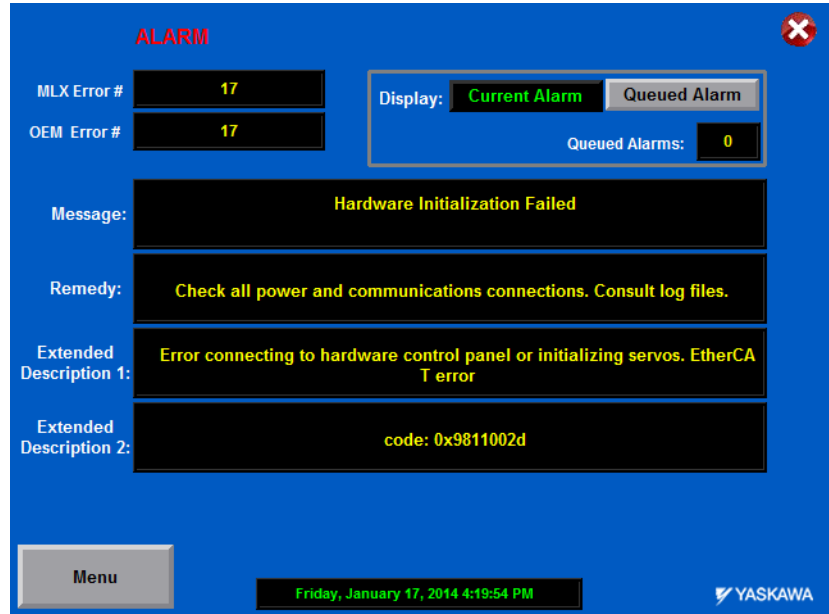 ALARM
MLX Error #
17
OEM Error #
17
Display:
Current Alarm
Queued Alarm
Queued Alarms:
0
Message:
Hardware Initialization Failed
Remedy:
Check all power and communications connections. Consult log files.
Extended
Description 1:
Error connecting to hardware control panel or initializing servos. EtherCA
T error
Extended
Description 2:
code: 0x9811002d
Menu
Friday, January 17, 2014 4:19:54 PM
YASKAWA